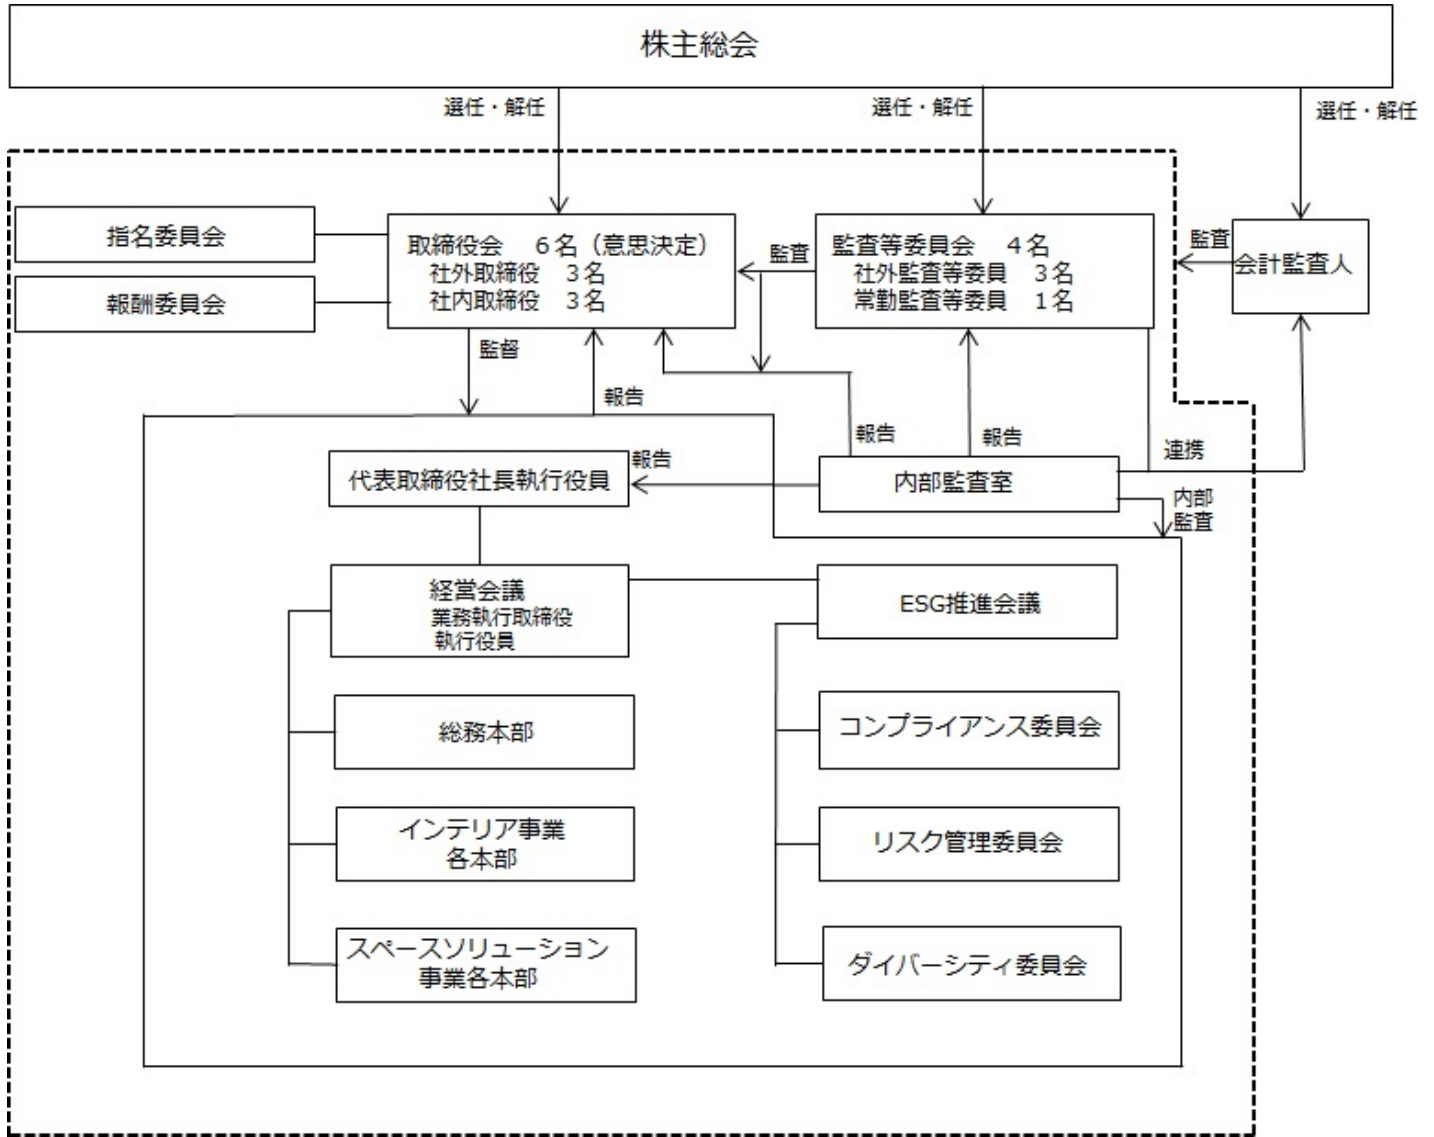 株主総会
選任・解任
選任・解任
選任・解任
指名委員会
報酬委員会
取締役会　６名（意思決定）
社外取締役　３名
社内取締役　３名
監査
監査等委員会　４名
社外監査等委員　３名
常勤監査等委員　１名
監査
会計監査人
監督
報告
報告
報告
連携
代表取締役社長執行役員
報告
内部監査室
内部
監査
経営会議
業務執行取締役
執行役員
ESG推進会議
総務本部
コンプライアンス委員会
インテリア事業
各本部
リスク管理委員会
スペースソリューション
事業各本部
ダイバーシティ委員会